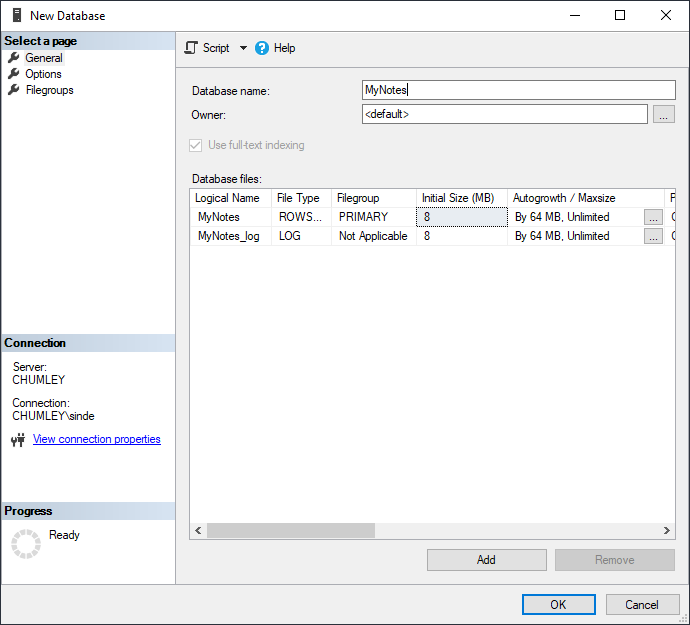 New Database
Select a page
General
Options
Filegroups
Script Help
Database name: MyNotes
Owner: <default> ...
Use full-text indexing
Database files:
Logical Name File Type Filegroup Initial Size (MB) Autogrowth / Maxsize
MyNotes ROWS... PRIMARY 8 By 64 MB, Unlimited ...
MyNotes_log LOG Not Applicable 8 By 64 MB, Unlimited ...
Connection
Server:
CHUMLEY
Connection:
CHUMLEY\sinde
View connection properties
Progress
Ready
Add Remove
OK Cancel